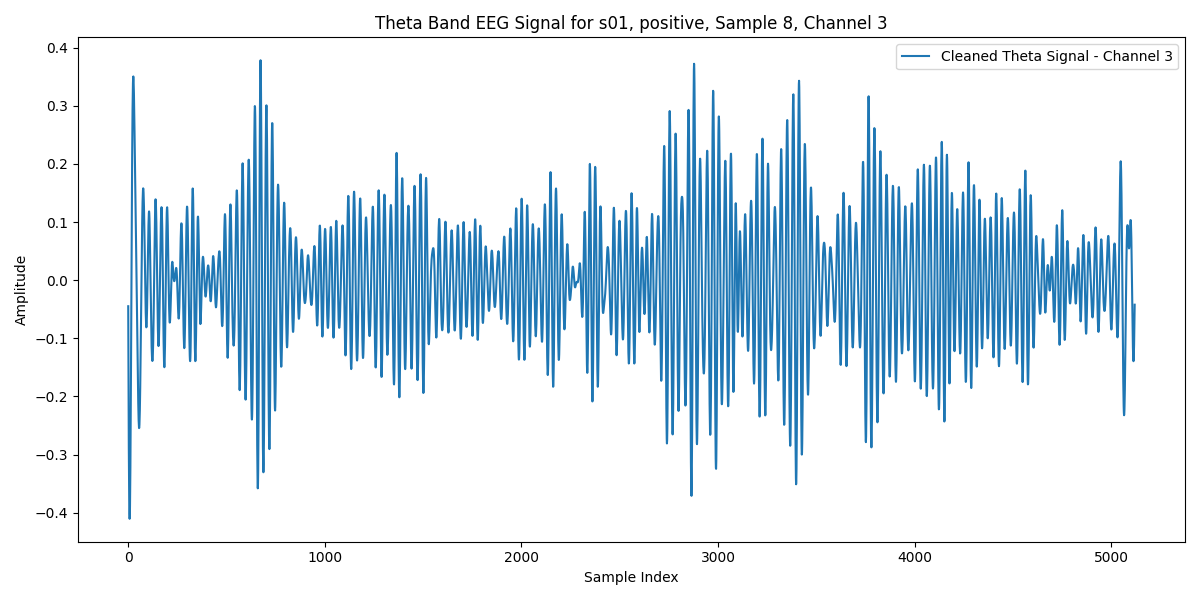 Theta Band EEG Signal for s01, positive, Sample 8, Channel 3
Cleaned Theta Signal - Channel 3
Amplitude
0.4
0.3
0.2
0.1
0.0
−0.1
−0.2
−0.3
−0.4
0 1000 2000 3000 4000 5000
Sample Index